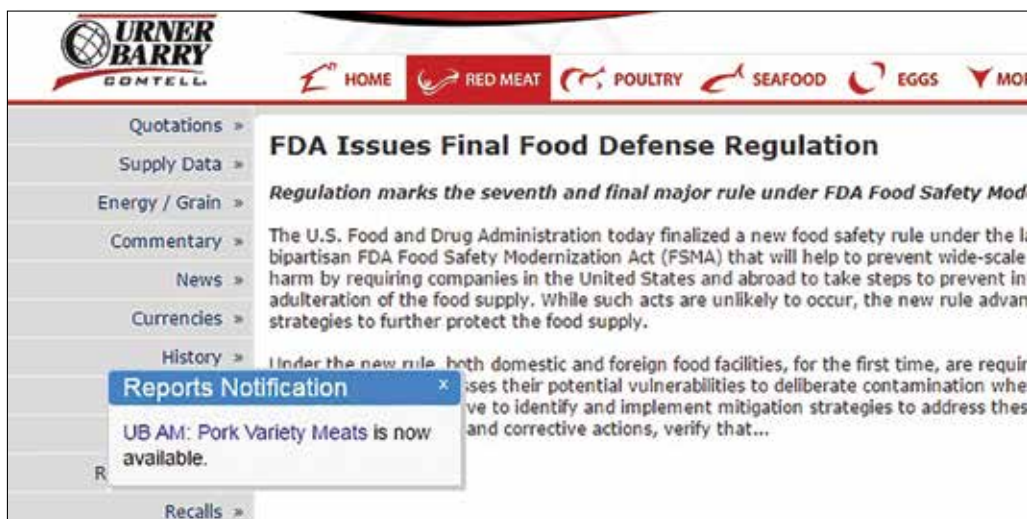 URNER
BARRY
COMTELL
HOME RED MEAT POULTRY SEAFOOD EGGS MOR
Quotations »
Supply Data »
Energy / Grain »
Commentary »
News »
Currencies »
History »
R
Recalls »
FDA Issues Final Food Defense Regulation
Regulation marks the seventh and final major rule under FDA Food Safety Mod
The U.S. Food and Drug Administration today finalized a new food safety rule under the la
bipartisan FDA Food Safety Modernization Act (FSMA) that will help to prevent wide-scale
harm by requiring companies in the United States and abroad to take steps to prevent in
adulteration of the food supply. While such acts are unlikely to occur, the new rule advan
strategies to further protect the food supply.
Under the new rule, both domestic and foreign food facilities, for the first time, are requir
sses their potential vulnerabilities to deliberate contamination whe
ve to identify and implement mitigation strategies to address thes
and corrective actions, verify that...
Reports Notification x
UB AM: Pork Variety Meats is now
available.